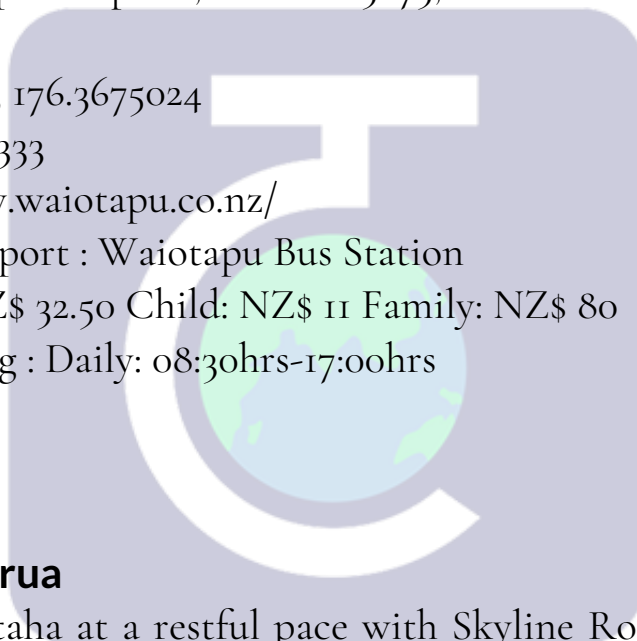 176.3675024
333
.waiotapu.co.nz/
port : Waiotapu Bus Station
$ 32.50 Child: NZ$ 11 Family: NZ$ 80
g : Daily: 08:30hrs-17:00hrs
rua
taha at a restful pace with Skyline Ro